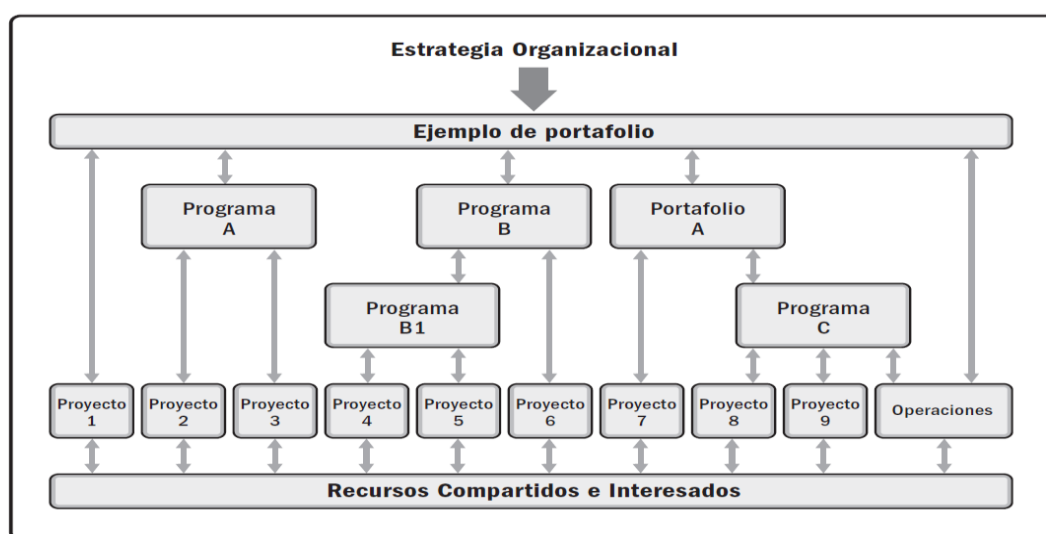 Estrategia Organizacional
Ejemplo de portafolio
Programa
A
Programa
B
Portafolio
A
Programa
B1
Programa
C
Proyecto
1
Proyecto
2
Proyecto
3
Proyecto
4
Proyecto
5
Proyecto
6
Proyecto
7
Proyecto
8
Proyecto
9
Operaciones
Recursos Compartidos e Interesados